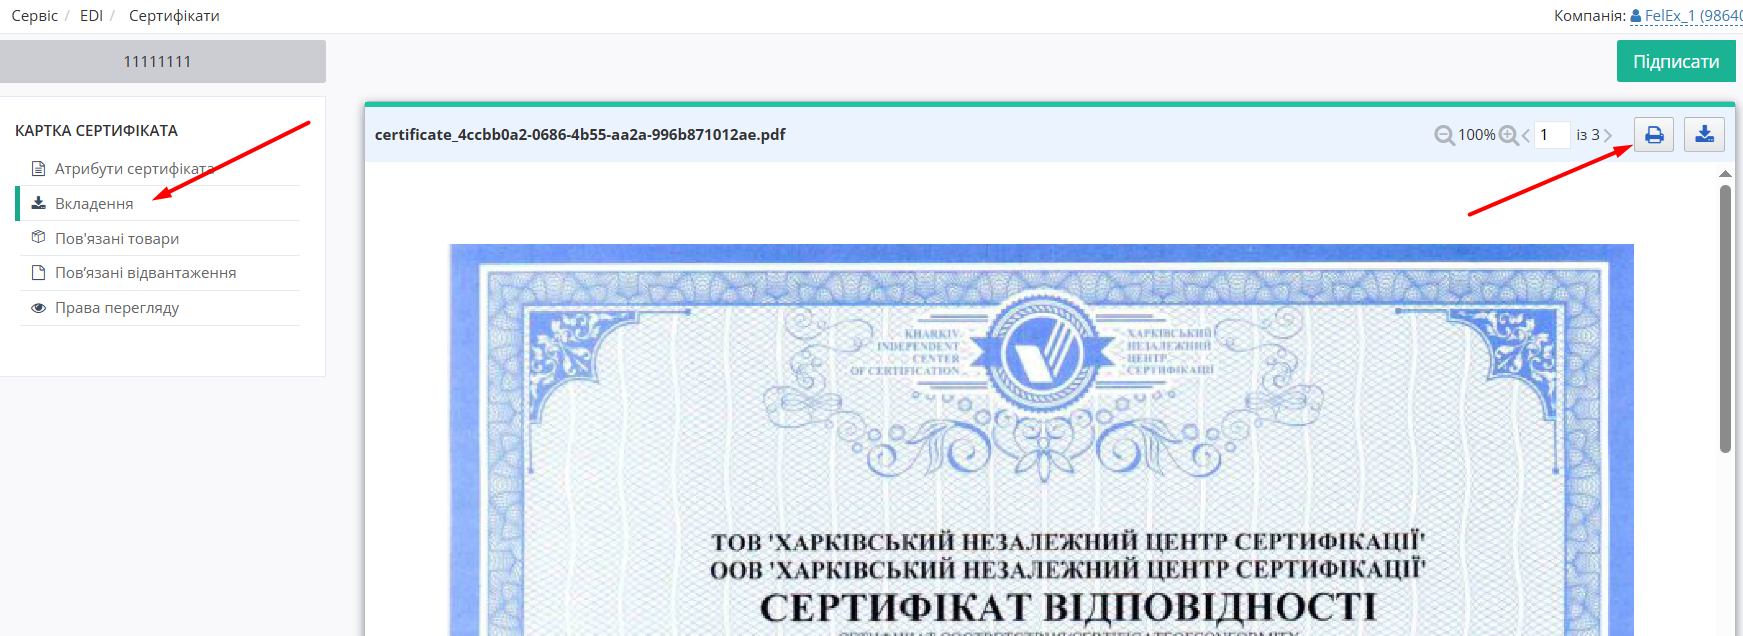 Сервіс / EDI / Сертифікати
Компанія: FelEx_1 (98640
11111111
Підписати
КАРТКА СЕРТИФІКАТА
Атрибути сертифіката
Вкладення
Пов'язані товари
Пов’язані відвантаження
Права перегляду
certificate_4ccbb0a2-0686-4b55-aa2a-996b871012ae.pdf
100% 1 із 3
KHARKIV
INDEPENDENT
CENTER
OF CERTIFICATION
ХАРКІВСЬКИЙ
НЕЗАЛЕЖНИЙ
ЦЕНТР
СЕРТИФІКАЦІЇ
ТОВ 'ХАРКІВСЬКИЙ НЕЗАЛЕЖНИЙ ЦЕНТР СЕРТИФІКАЦІЇ'
ООВ 'ХАРКІВСЬКИЙ НЕЗАЛЕЖНИЙ ЦЕНТР СЕРТИФІКАЦІЇ'
СЕРТИФІКАТ ВІДПОВІДНОСТІ